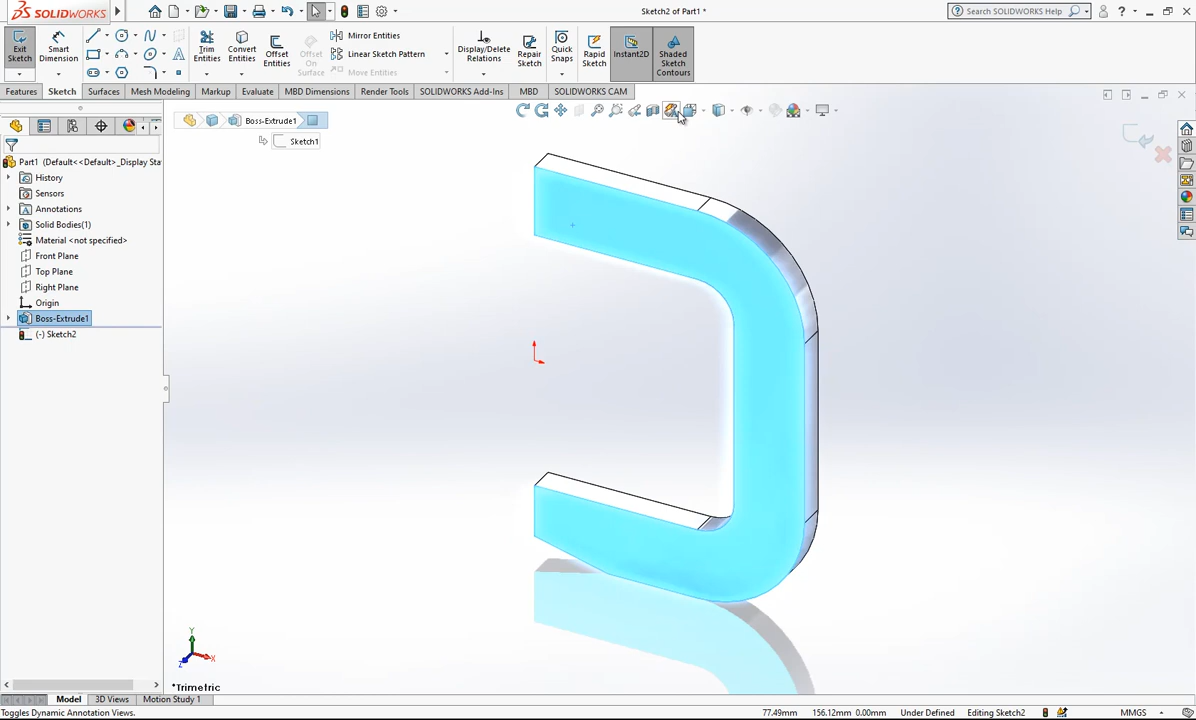 SOLIDWORKS
Sketch2 of Part1 *
Search SOLIDWORKS Help
Exit Sketch
Smart Dimension
Trim Entities
Convert Entities
Offset Entities
Offset On Surface
Mirror Entities
Linear Sketch Pattern
Move Entities
Display/Delete Relations
Repair Sketch
Quick Snaps
Rapid Sketch
Instant2D
Shaded Sketch Contours
Features Sketch Surfaces Mesh Modeling Markup Evaluate MBD Dimensions Render Tools SOLIDWORKS Add-Ins MBD SOLIDWORKS CAM
Boss-Extrude1
Sketch1
Part1 (Default<<Default>_Display Sta
History
Sensors
Annotations
Solid Bodies(1)
Material <not specified>
Front Plane
Top Plane
Right Plane
Origin
Boss-Extrude1
(-) Sketch2
Y
Z
X
*Trimetric
Model 3D Views Motion Study 1
Toggles Dynamic Annotation Views.
77.49mm 156.12mm 0.00mm Under Defined Editing Sketch2 MMGS